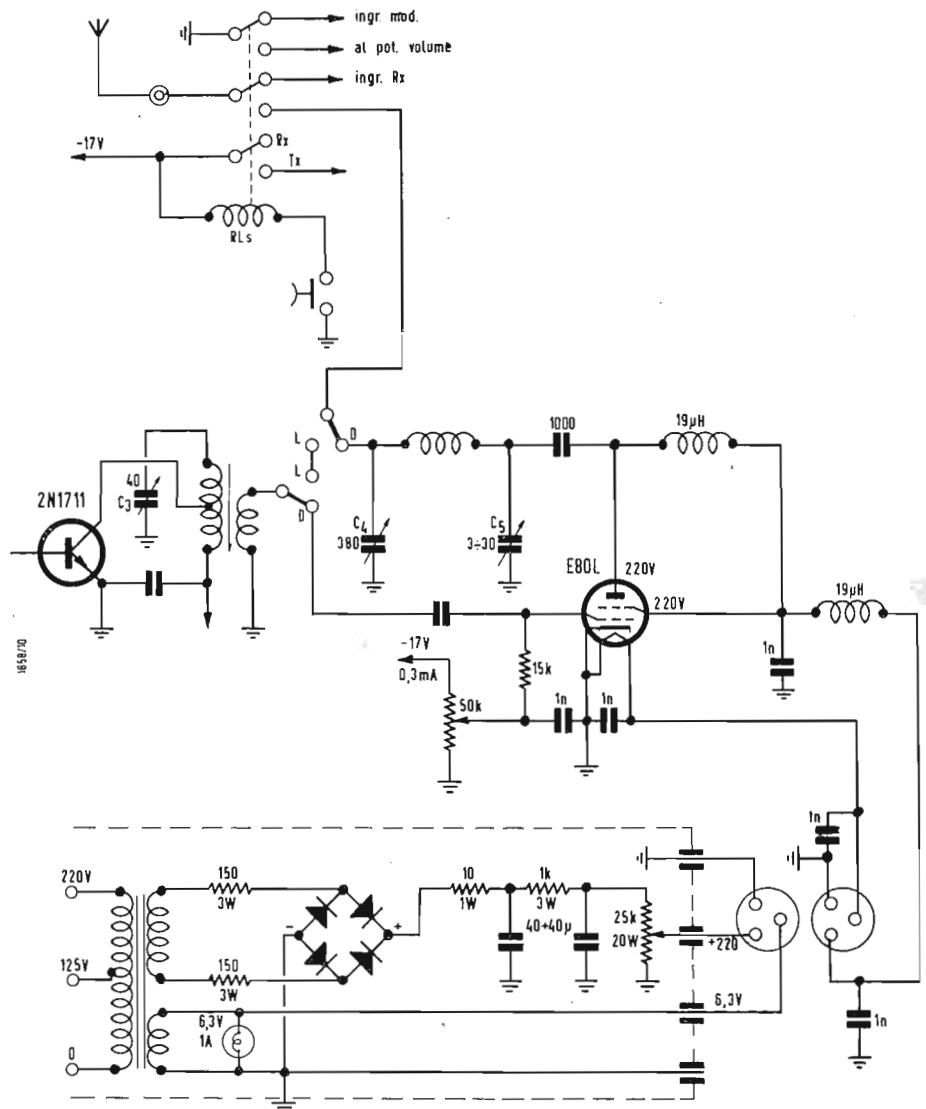 ingr. mod.
al pot. volume
ingr. Rx
-17V
Rx
Tx
RLs
L
D
L
D
1000
19µH
40
C3
2N1711
C4
380
C5
3÷30
E80L
220V
220V
19µH
1n
-17V
0,3mA
15k
50k
1n
1n
1858/10
1n
220V
150
3W
10
1W
1k
3W
-
+
40+40µ
25k
20W
+220
125V
150
3W
6,3V
1A
6,3V
0
1n